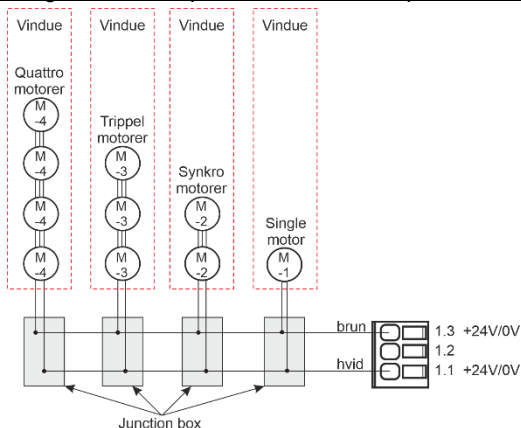 Vindue
Vindue
Vindue
Vindue
Quattro
motorer
M
-4
M
-4
M
-4
M
-4
Trippel
motorer
M
-3
M
-3
M
-3
Synkro
motorer
M
-2
M
-2
Single
motor
M
-1
brun
hvid
1.3 +24V/0V
1.2
1.1 +24V/0V
Junction box